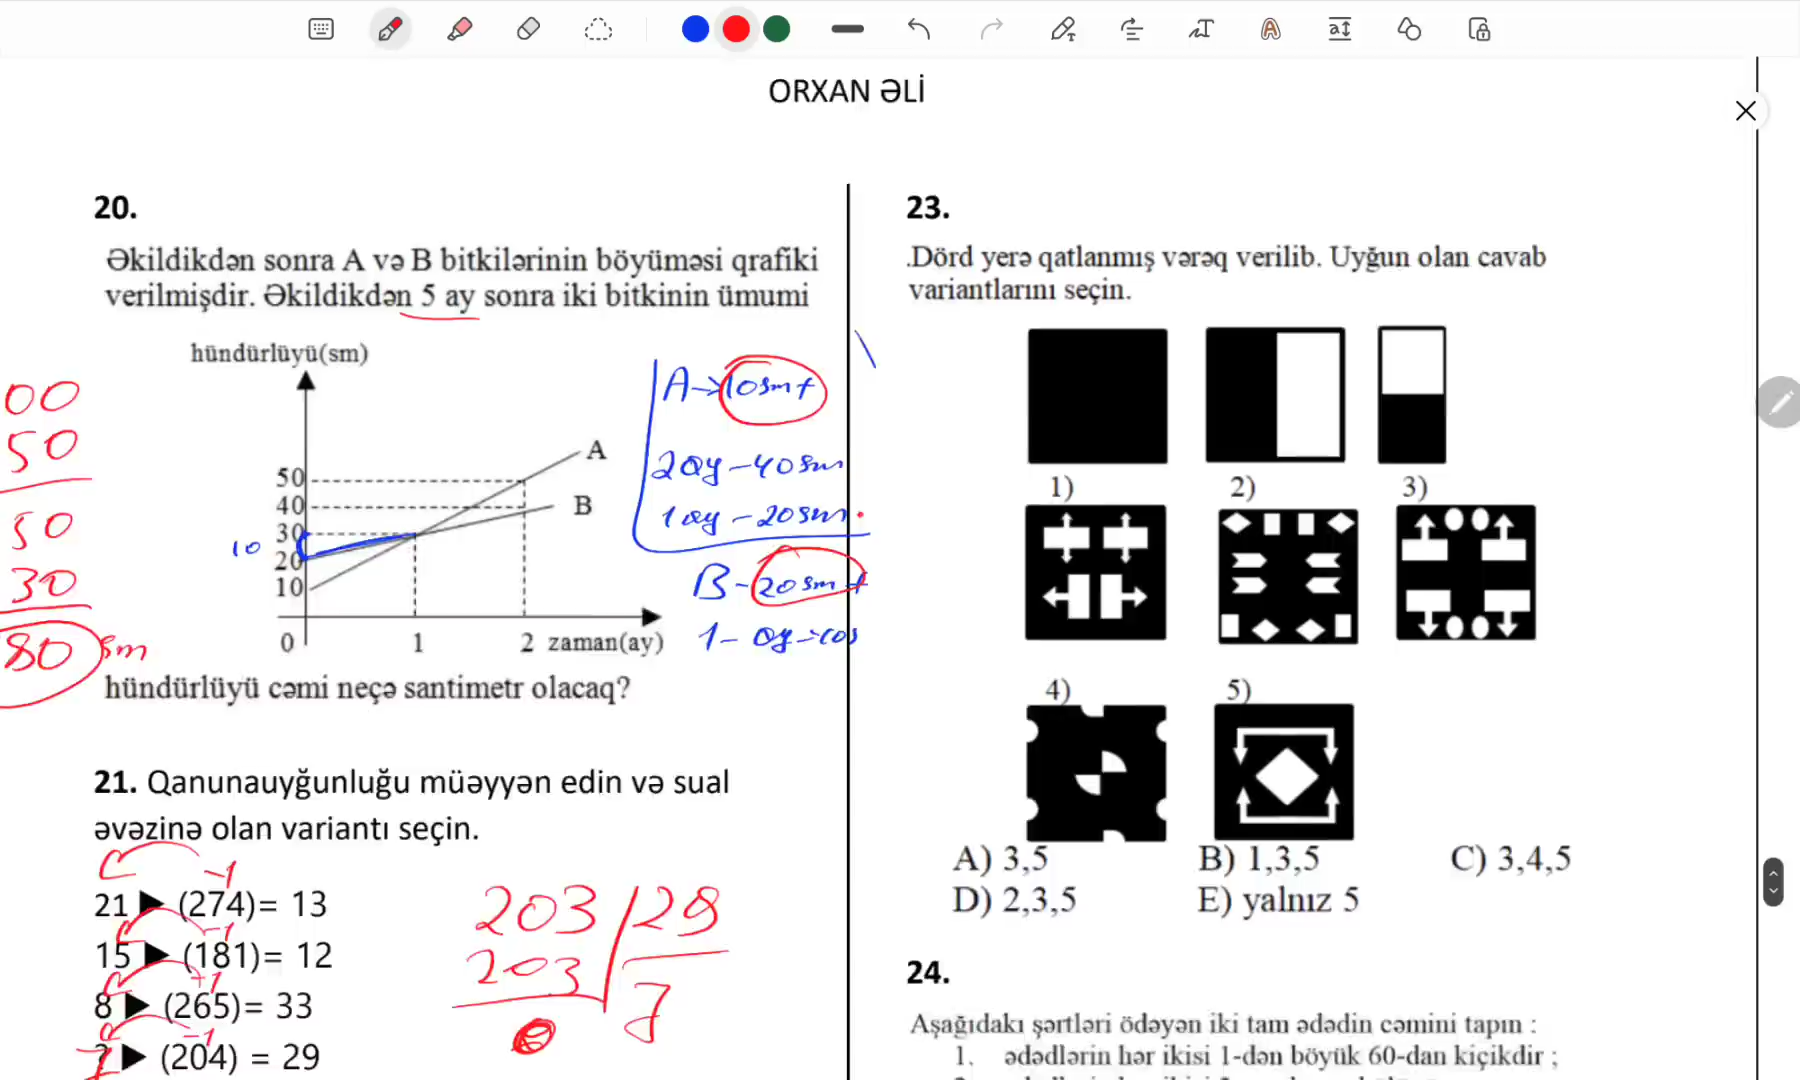 ORXAN ƏLİ
20.
Əkildikdən sonra A və B bitkilərinin böyüməsi qrafiki
verilmişdir. Əkildikdən 5 ay sonra iki bitkinin ümumi
hündürlüyü(sm)
50
40
30
20
10
0
1
2 zaman(ay)
A
B
hündürlüyü cəmi neçə santimetr olacaq?
10
00
50
50
30
80 sm
A->10sm+
2ay-40sm
1ay-20sm
B-20sm+
21. Qanunauyğunluğu müəyyən edin və sual
əvəzinə olan variantı seçin.
-1
21 ▶ (274)= 13
-1
15 ▶ (181)= 12
+1
8 ▶ (265)= 33
-1
▶ (204) = 29
203 29
203 7
23.
.Dörd yerə qatlanmış vərəq verilib. Uyğun olan cavab
variantlarını seçin.
1) 2) 3)
4) 5)
A) 3,5 B) 1,3,5 C) 3,4,5
D) 2,3,5 E) yalnız 5
24.
Aşağıdakı şərtləri ödəyən iki tam ədədin cəmini tapın :
1. ədədlərin hər ikisi 1-dən böyük 60-dan kiçikdir ;